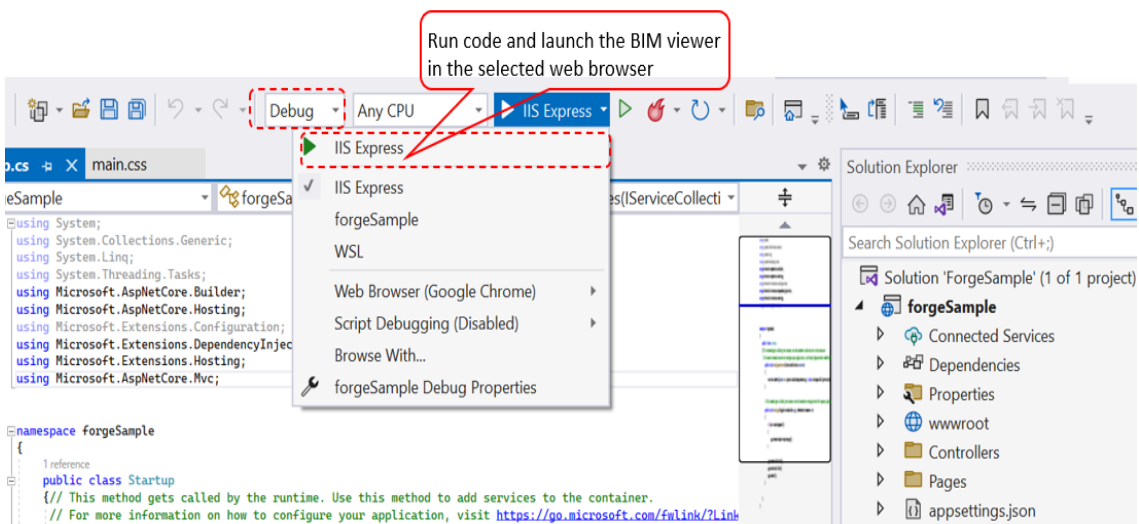 Run code and launch the BIM viewer
in the selected web browser
Debug
Any CPU
IIS Express
.cs
main.css
IIS Express
IIS Express
forgeSample
WSL
Web Browser (Google Chrome)
Script Debugging (Disabled)
Browse With...
forgeSample Debug Properties
eSample
forgeSa
es(IServiceCollecti
using System;
using System.Collections.Generic;
using System.Linq;
using System.Threading.Tasks;
using Microsoft.AspNetCore.Builder;
using Microsoft.AspNetCore.Hosting;
using Microsoft.Extensions.Configuration;
using Microsoft.Extensions.DependencyInjec
using Microsoft.Extensions.Hosting;
using Microsoft.AspNetCore.Mvc;
namespace forgeSample
{
1 reference
public class Startup
{// This method gets called by the runtime. Use this method to add services to the container.
// For more information on how to configure your application, visit https://go.microsoft.com/fwlink/?Link
Solution Explorer
Search Solution Explorer (Ctrl+;)
Solution 'ForgeSample' (1 of 1 project)
forgeSample
Connected Services
Dependencies
Properties
wwwroot
Controllers
Pages
appsettings.json